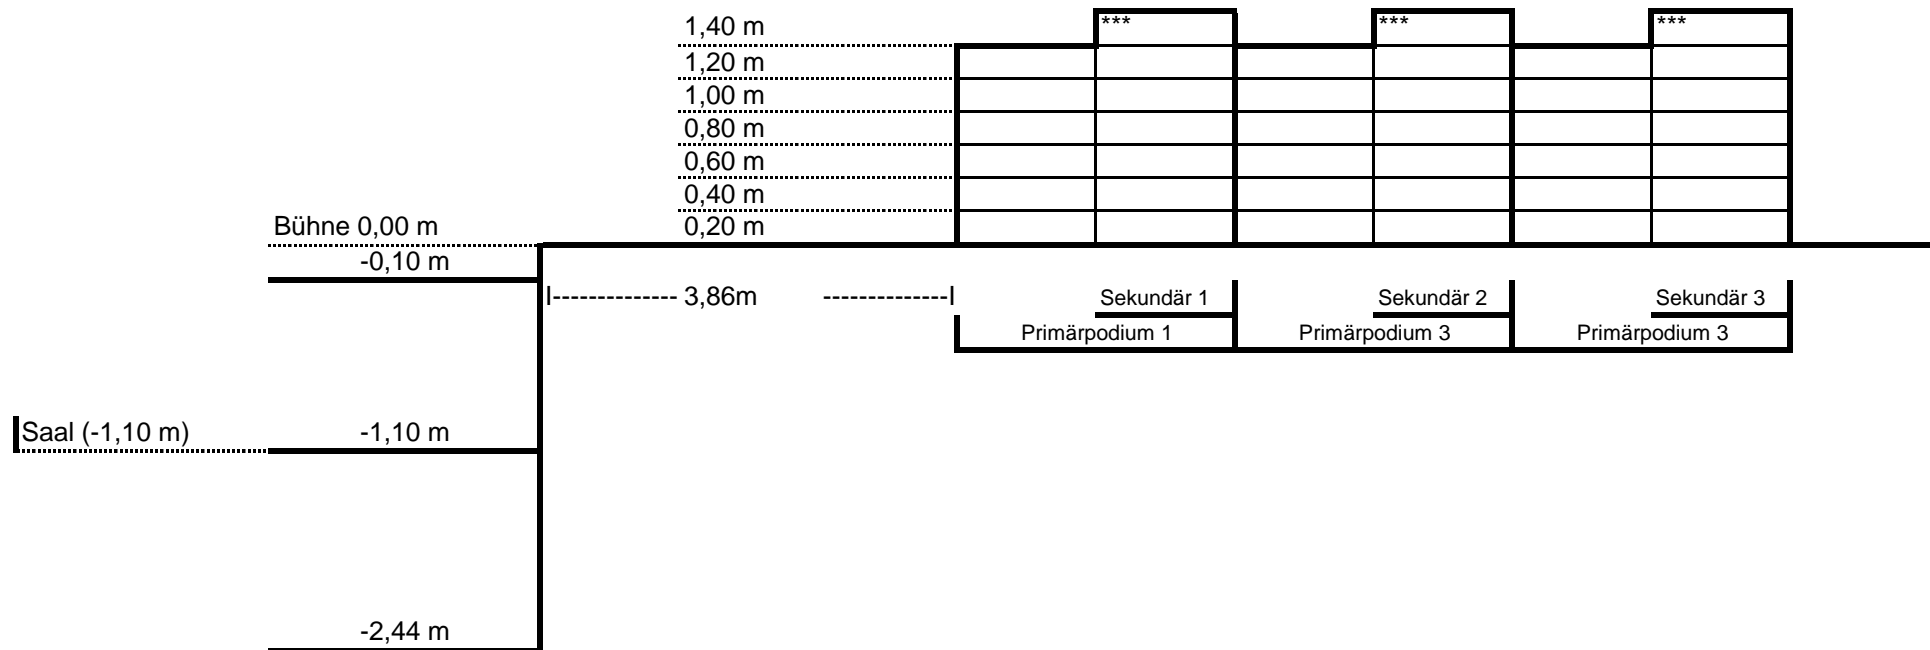 1,40 m
*** *** ***
1,20 m
1,00 m
0,80 m
0,60 m
0,40 m
Bühne 0,00 m 0,20 m
-0,10 m
I-------------- 3,86m --------------I
Sekundär 1 Sekundär 2 Sekundär 3
Primärpodium 1 Primärpodium 3 Primärpodium 3
Saal (-1,10 m) -1,10 m
-2,44 m